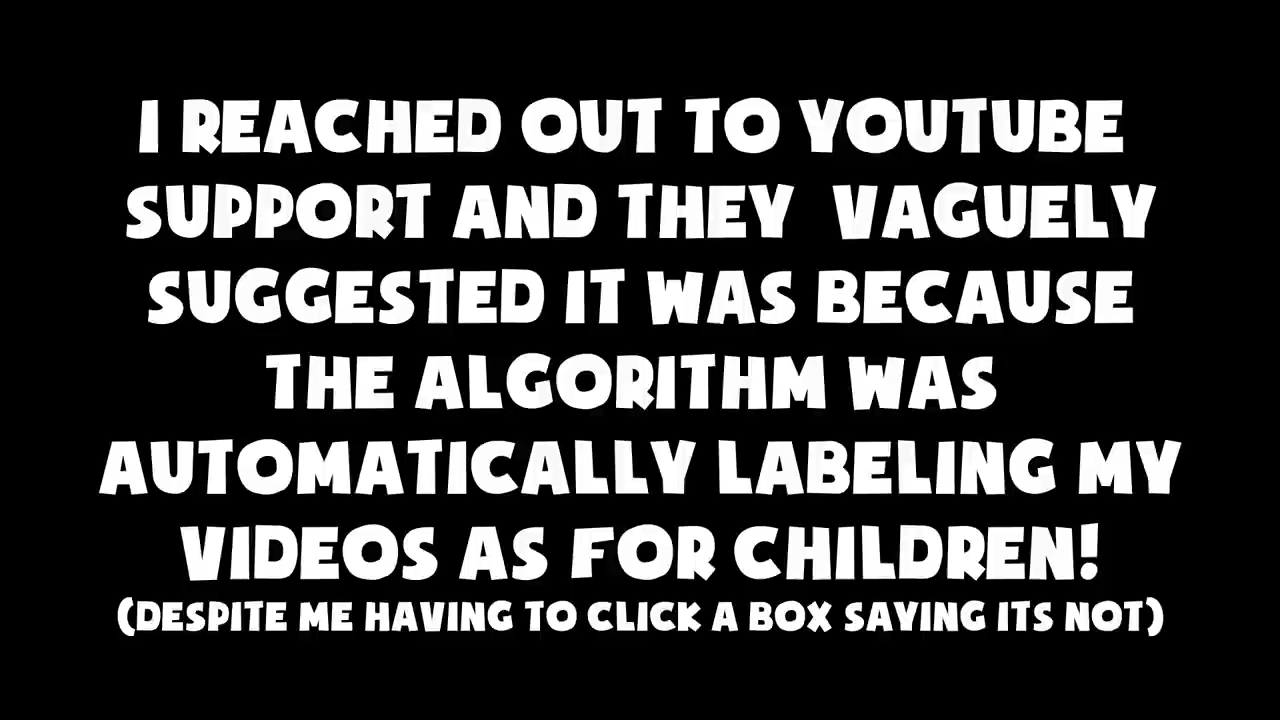 I REACHED OUT TO YOUTUBE
SUPPORT AND THEY VAGUELY
SUGGESTED IT WAS BECAUSE
THE ALGORITHM WAS
AUTOMATICALLY LABELING MY
VIDEOS AS FOR CHILDREN!
(DESPITE ME HAVING TO CLICK A BOX SAYING ITS NOT)